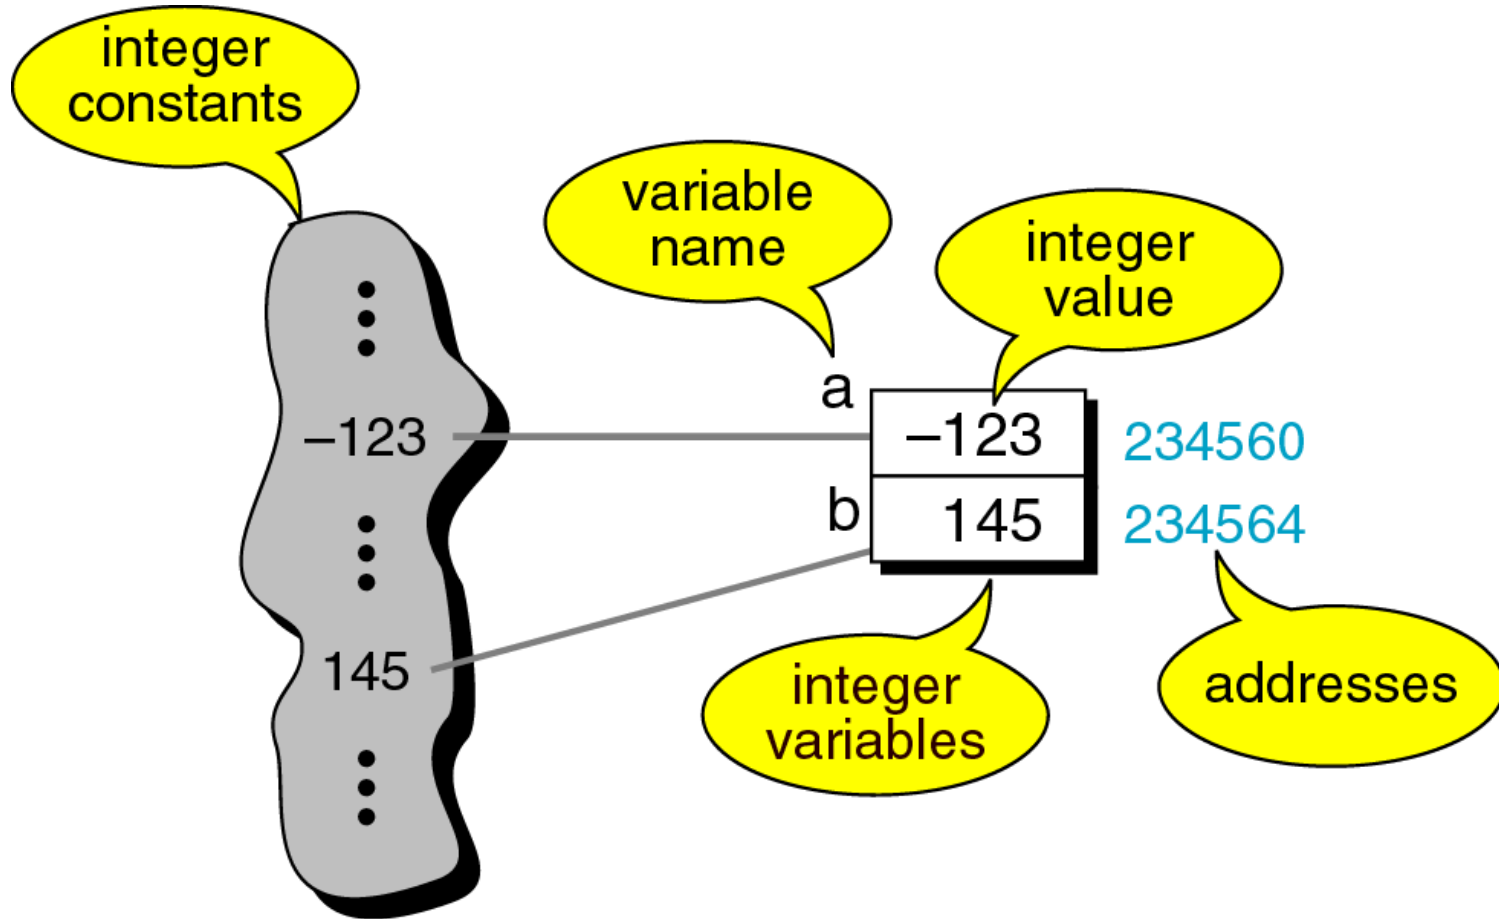 integer
constants
variable
name
integer
value
a
–123
–123
234560
b
145
234564
145
integer
variables
addresses